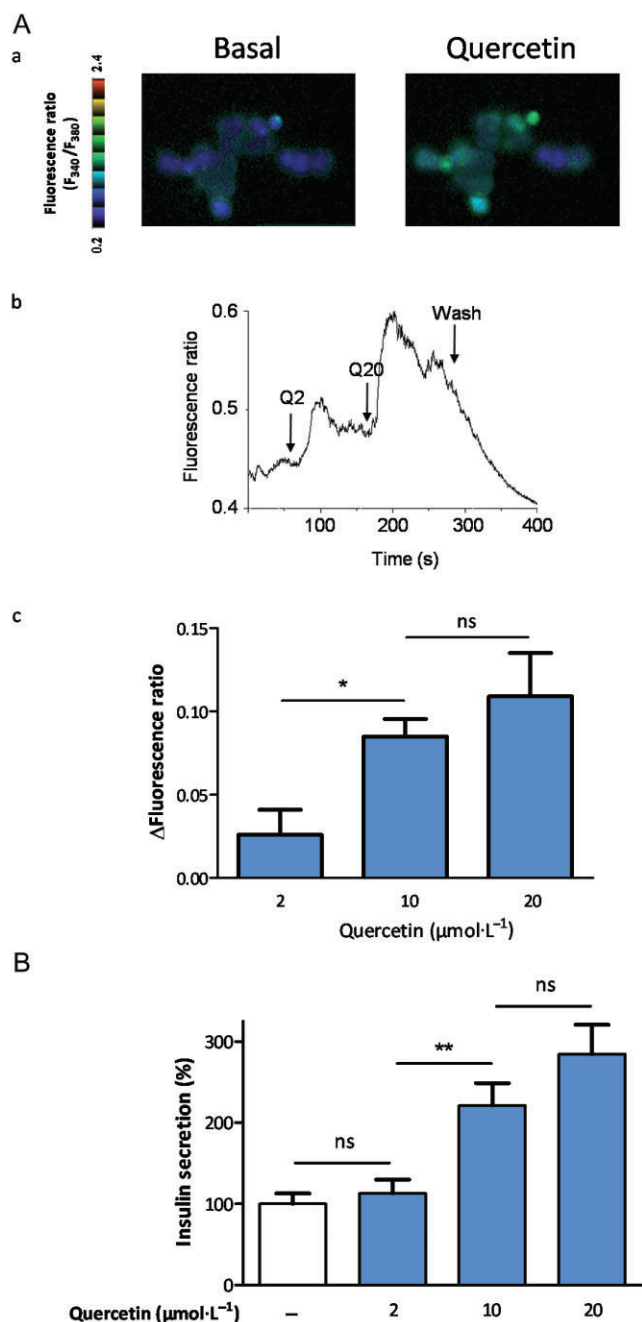 A
Basal
Quercetin
a
Fluorescence ratio
(F340/F380)
2.4
0.2
b
Fluorescence ratio
0.6
0.5
0.4
Q2
Q20
Wash
100
200
300
400
Time (s)
c
ΔFluorescence ratio
0.15
0.10
0.05
0.00
*
ns
2
10
20
Quercetin (µmol·L⁻¹)
B
Insulin secretion (%)
300
200
100
0
ns
**
ns
Quercetin (µmol·L⁻¹)
–
2
10
20